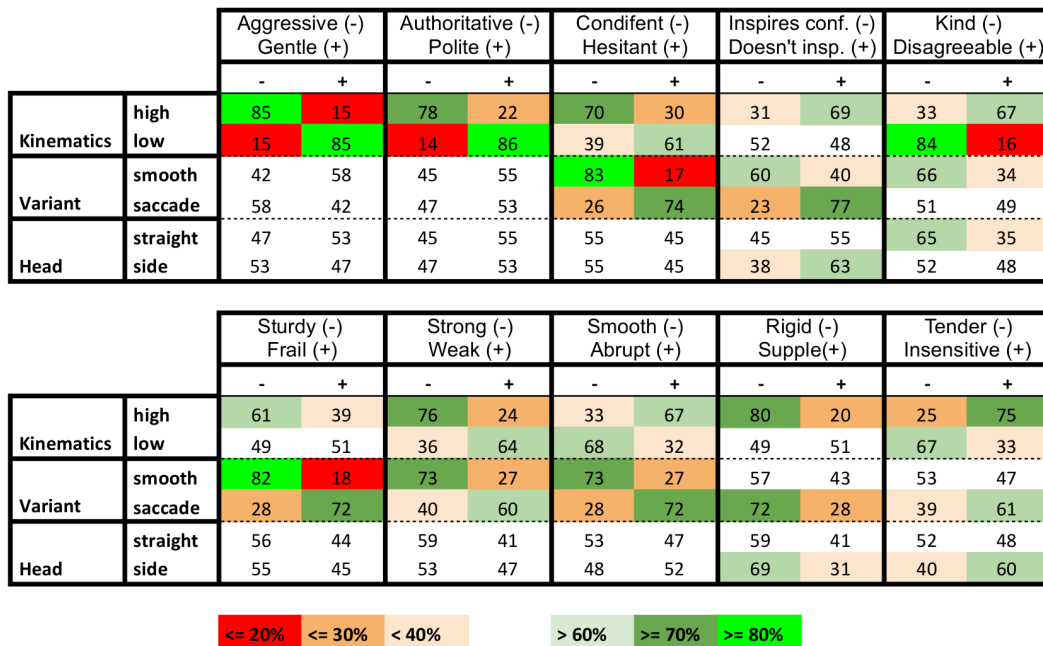 Aggressive (-) Authoritative (-) Condifent (-) Inspires conf. (-) Kind (-)
Gentle (+) Polite (+) Hesitant (+) Doesn't insp. (+) Disagreeable (+)
- + - + - + - + - +
high 85 15 78 22 70 30 31 69 33 67
Kinematics low 15 85 14 86 39 61 52 48 84 16
smooth 42 58 45 55 83 17 60 40 66 34
Variant saccade 58 42 47 53 26 74 23 77 51 49
straight 47 53 45 55 55 45 45 55 65 35
Head side 53 47 47 53 55 45 38 63 52 48
Sturdy (-) Strong (-) Smooth (-) Rigid (-) Tender (-)
Frail (+) Weak (+) Abrupt (+) Supple(+) Insensitive (+)
- + - + - + - + - +
high 61 39 76 24 33 67 80 20 25 75
Kinematics low 49 51 36 64 68 32 49 51 67 33
smooth 82 18 73 27 73 27 57 43 53 47
Variant saccade 28 72 40 60 28 72 72 28 39 61
straight 56 44 59 41 53 47 59 41 52 48
Head side 55 45 53 47 48 52 69 31 40 60
<= 20% <= 30% < 40% > 60% >= 70% >= 80%